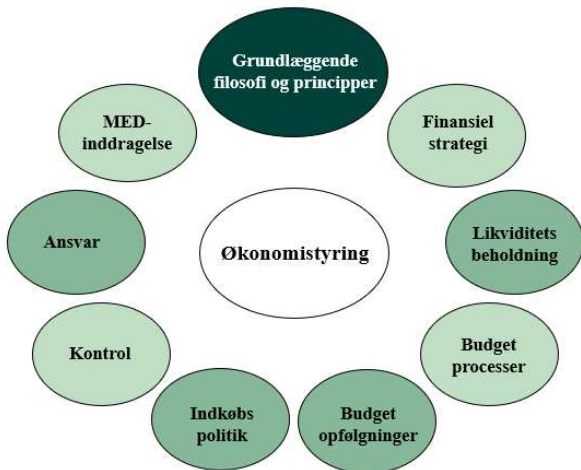 Grundlæggende
filosofi og principper
MED-
inddragelse
Finansiel
strategi
Ansvar
Økonomistyring
Likviditets
beholdning
Kontrol
Budget
processer
Indkøbs
politik
Budget
opfølgninger